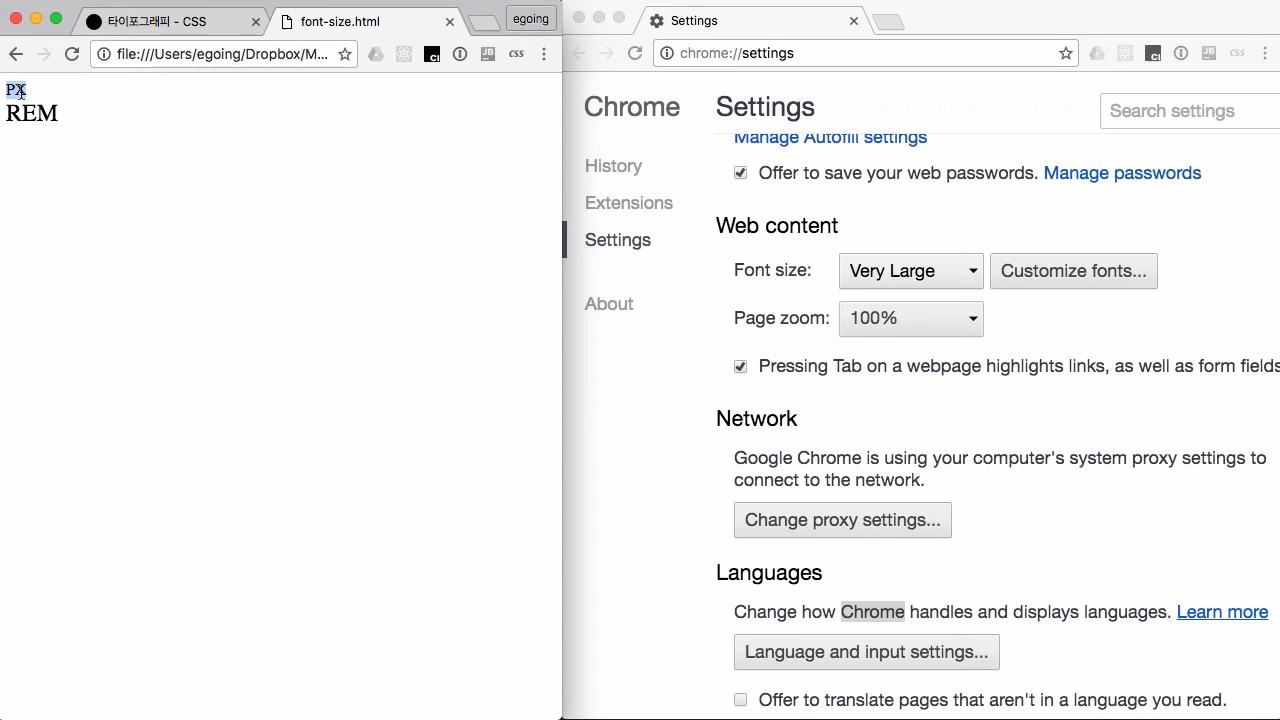 타이포그래피 - CSS
font-size.html
egoing
file:///Users/egoing/Dropbox/M...
css
PX
REM
Settings
chrome://settings
css
Chrome
Settings
Search settings
History
Extensions
Settings
About
Manage Autofill settings
Offer to save your web passwords. Manage passwords
Web content
Font size: Very Large Customize fonts...
Page zoom: 100%
Pressing Tab on a webpage highlights links, as well as form fields
Network
Google Chrome is using your computer's system proxy settings to
connect to the network.
Change proxy settings...
Languages
Change how Chrome handles and displays languages. Learn more
Language and input settings...
Offer to translate pages that aren't in a language you read.